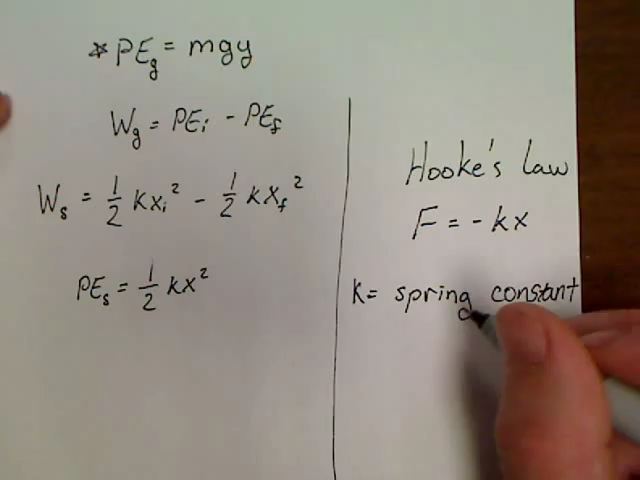 * PEg = mgy
Wg = PEi - PEf
Ws = 1/2 kxi² - 1/2 kxf²
PEs = 1/2 kx²
Hooke's law
F = -kx
k= spring constant